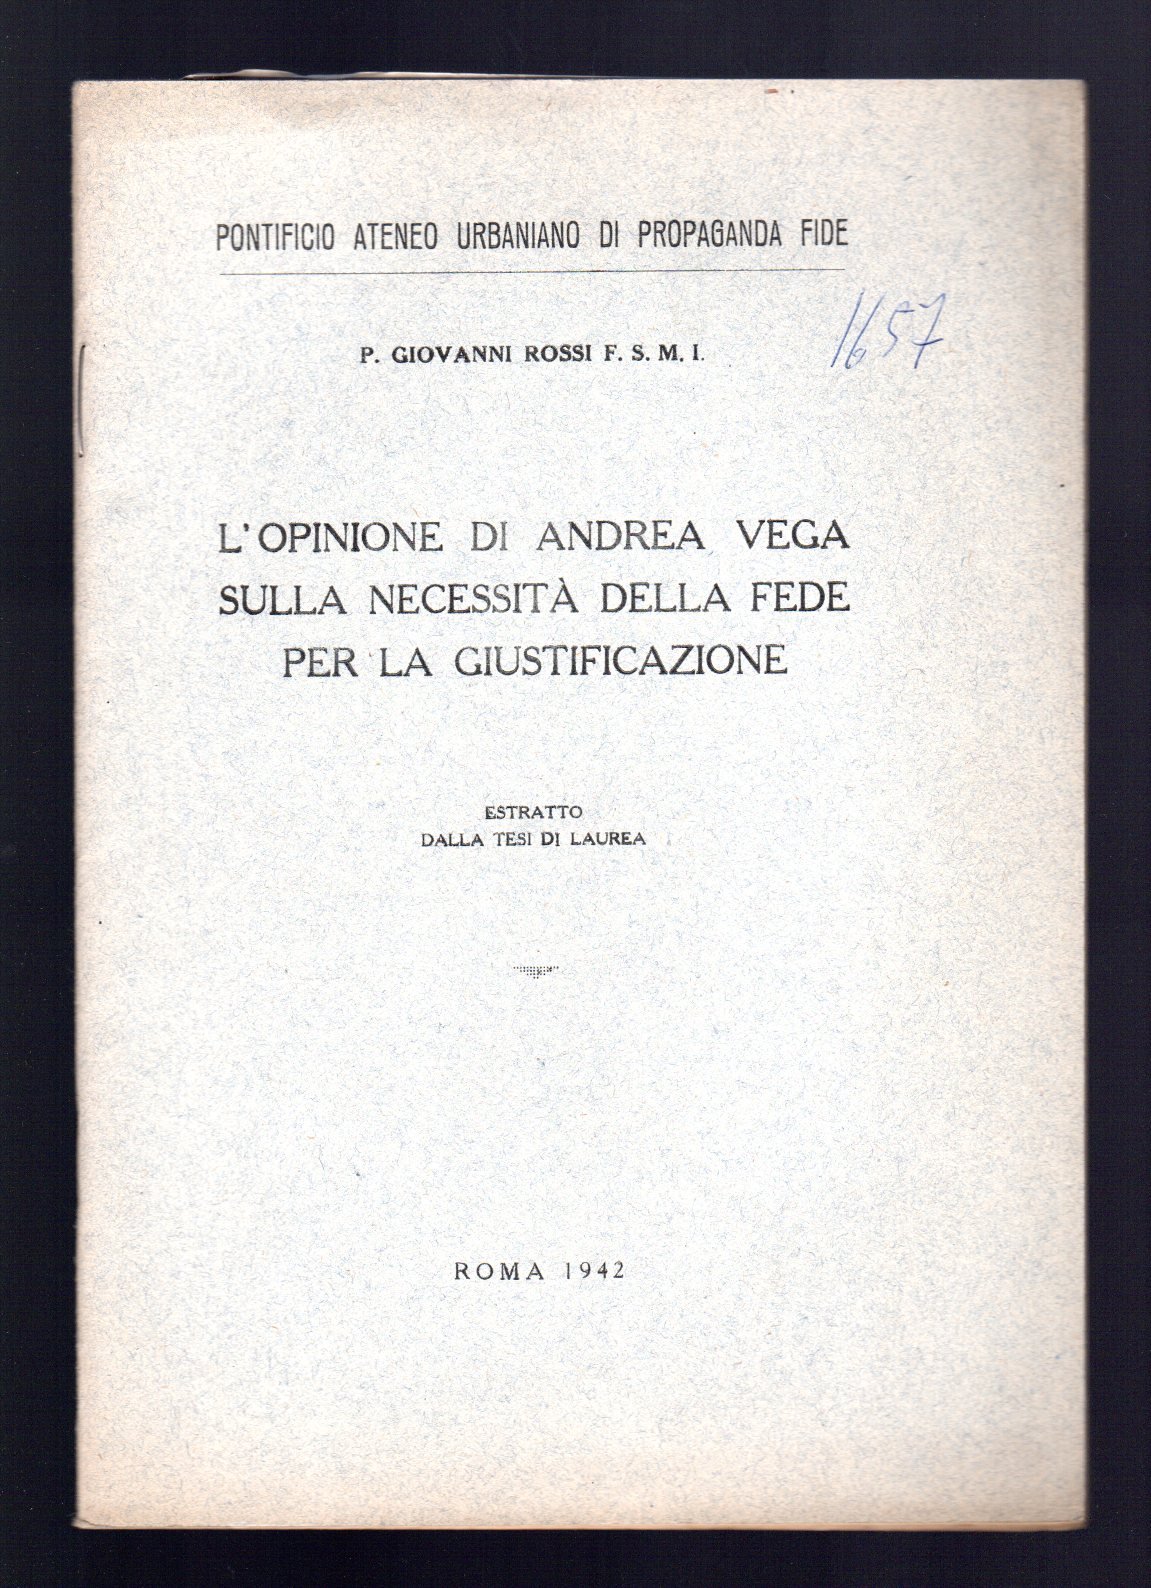 PONTIFICIO ATENEO URBANIANO DI PROPAGANDA FIDE
1657
P. GIOVANNI ROSSI F. S. M. I.
L'OPINIONE DI ANDREA VEGA
SULLA NECESSITÀ DELLA FEDE
PER LA GIUSTIFICAZIONE
ESTRATTO
DALLA TESI DI LAUREA
ROMA 1942